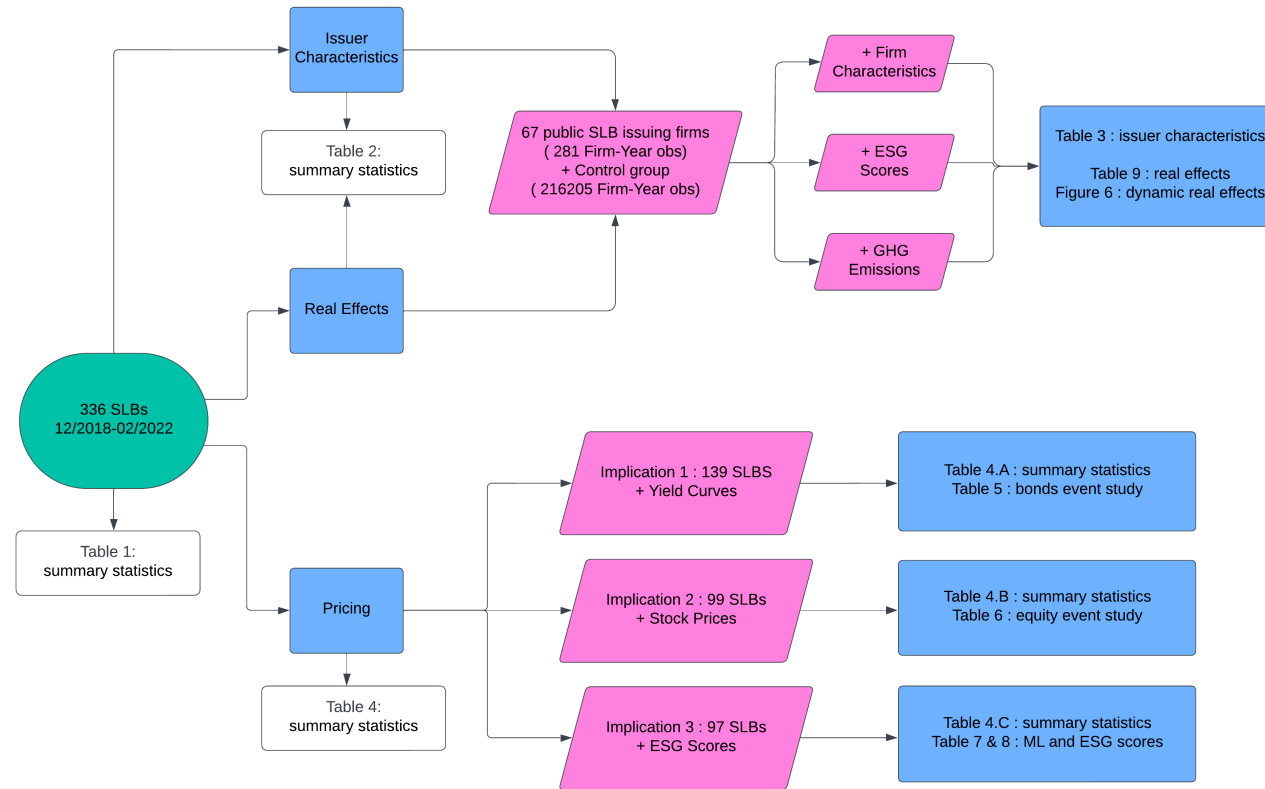 Issuer
Characteristics
Table 2:
summary statistics
Real Effects
67 public SLB issuing firms
( 281 Firm-Year obs)
+ Control group
( 216205 Firm-Year obs)
+ Firm
Characteristics
+ ESG
Scores
+ GHG
Emissions
Table 3 : issuer characteristics
Table 9 : real effects
Figure 6 : dynamic real effects
336 SLBs
12/2018-02/2022
Table 1:
summary statistics
Pricing
Table 4:
summary statistics
Implication 1 : 139 SLBS
+ Yield Curves
Table 4.A : summary statistics
Table 5 : bonds event study
Implication 2 : 99 SLBs
+ Stock Prices
Table 4.B : summary statistics
Table 6 : equity event study
Implication 3 : 97 SLBs
+ ESG Scores
Table 4.C : summary statistics
Table 7 & 8 : ML and ESG scores